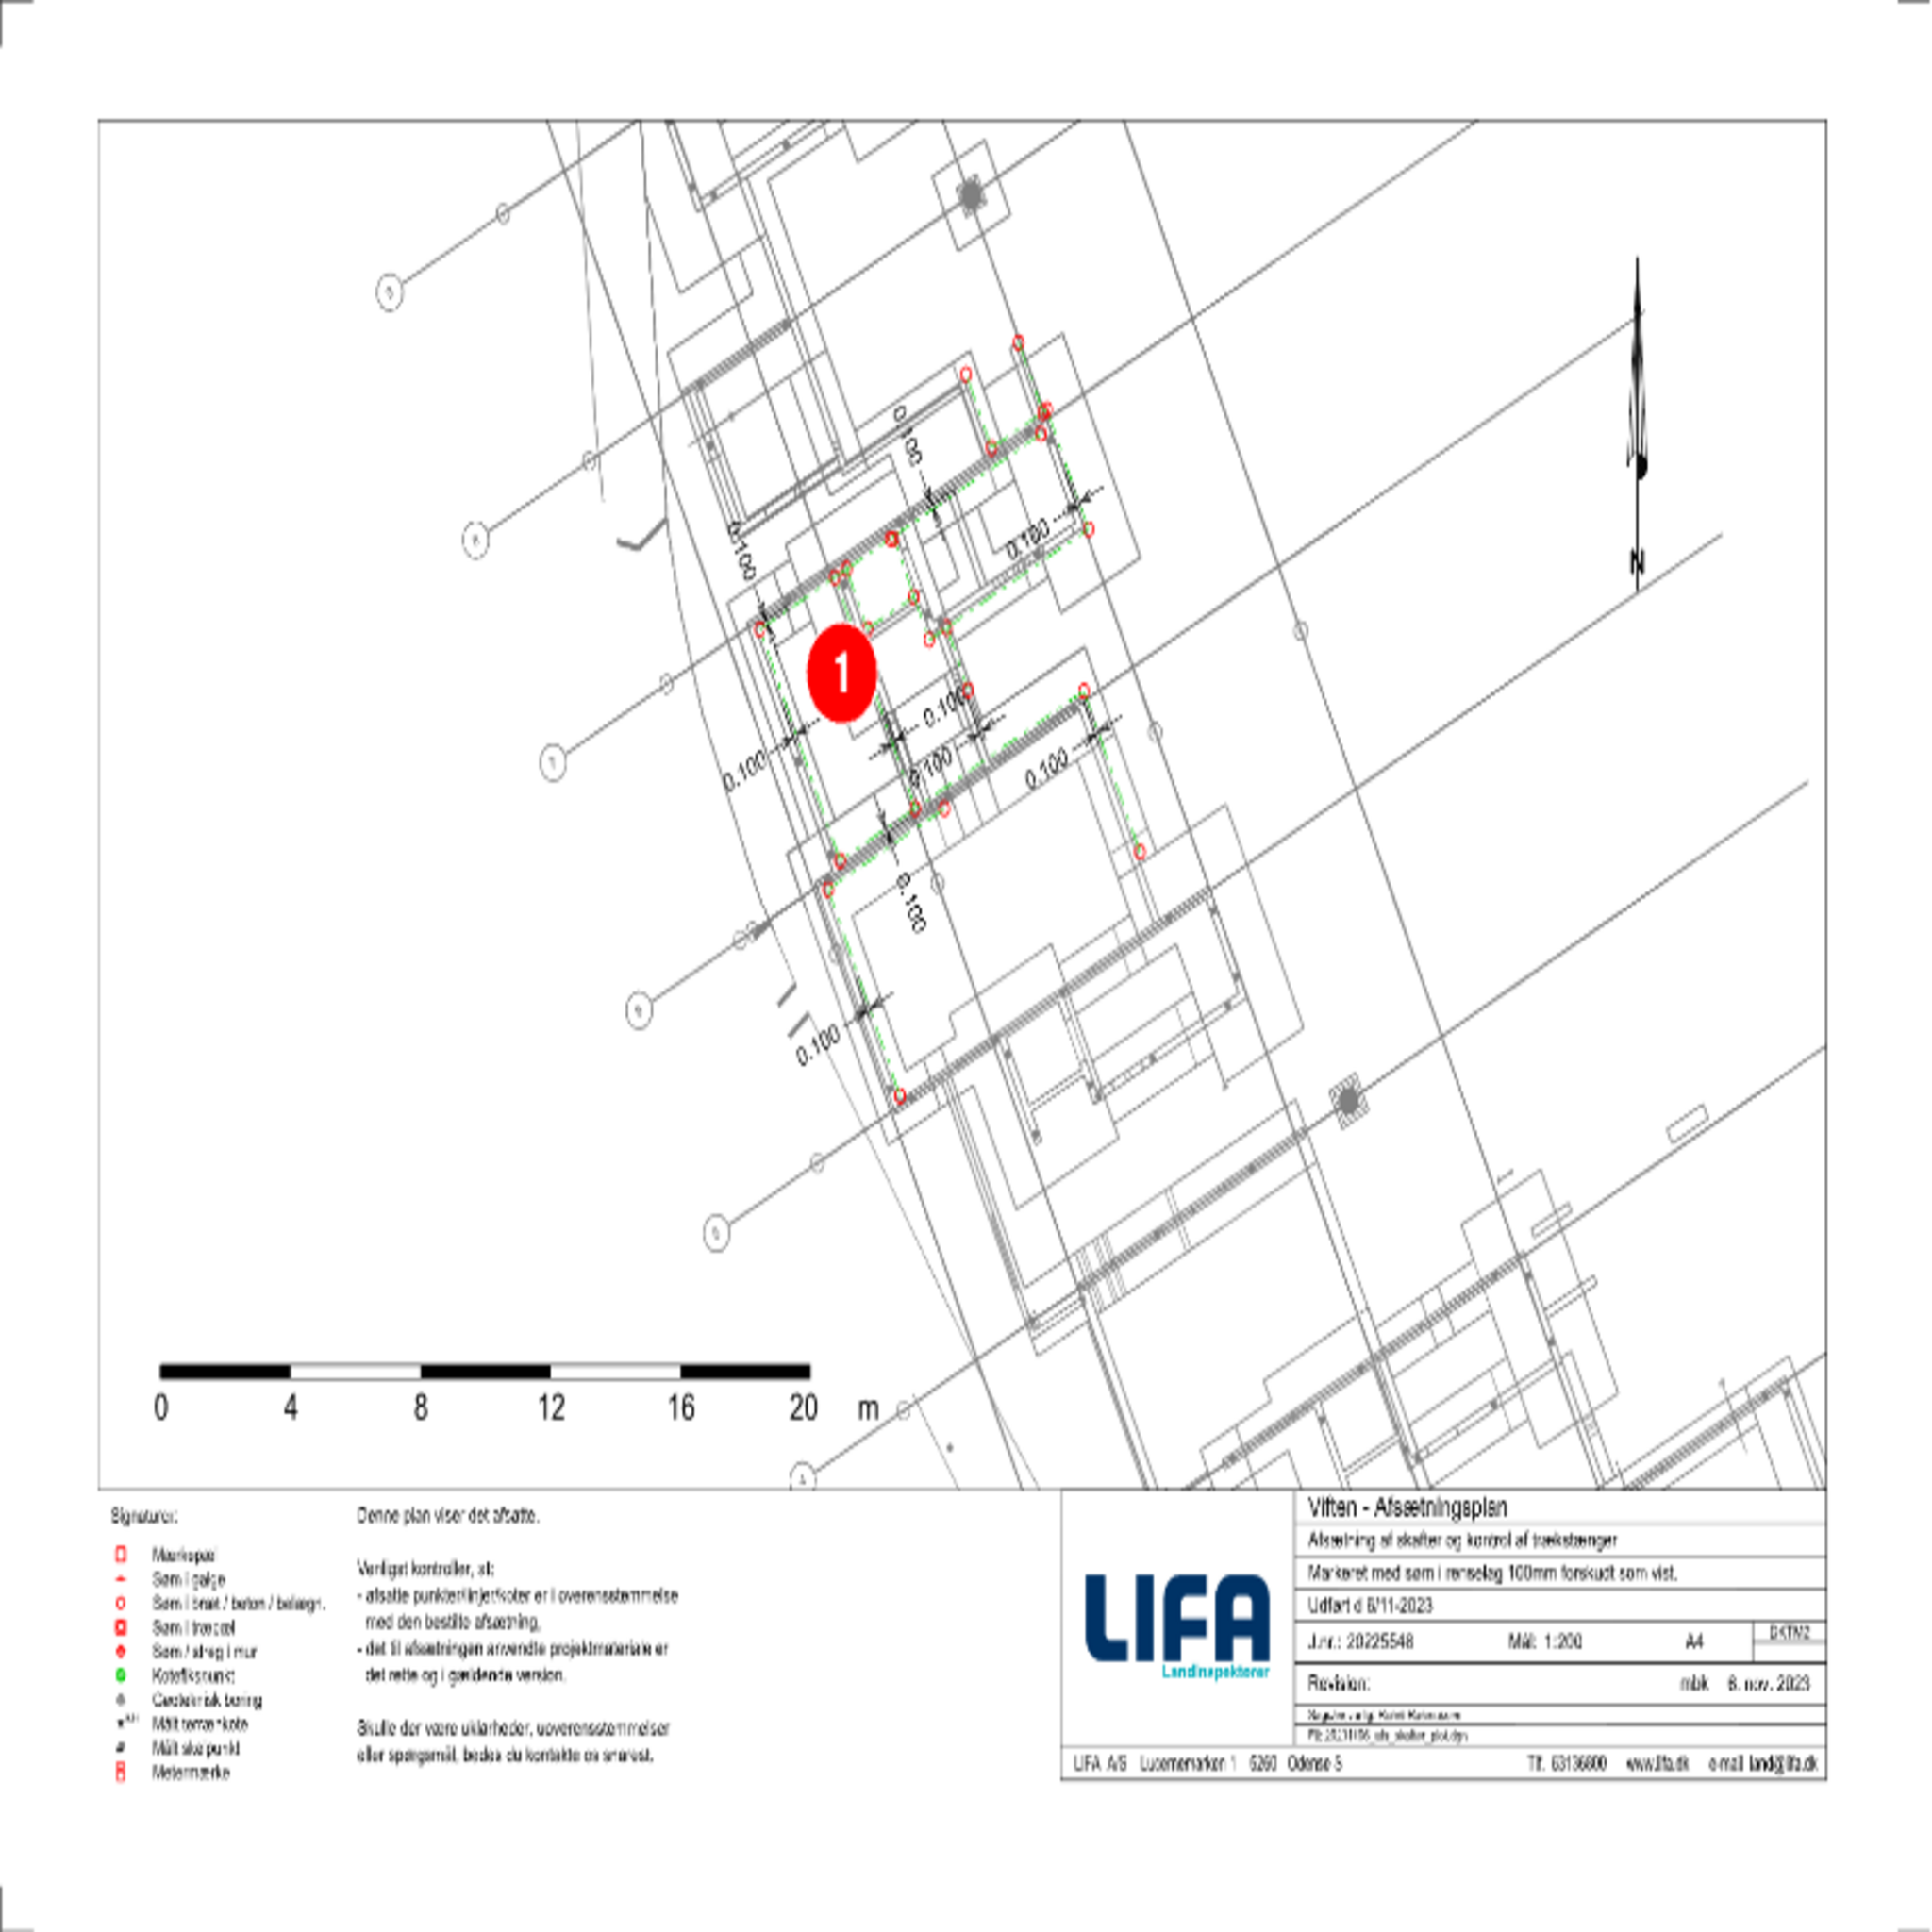 0.100
0.100
0.100
1
0.100
0.100
0.100
0.100
0.100
0.100
N
0 4 8 12 16 20 m
Signaturer:
Mærkepæl
Søm i galge
Søm i bræt / beton / belægn.
Søm i træpæl
Søm / streg i mur
Kotefikspunkt
Geoteknisk boring
Målt terrænkote
Målt skelpunkt
Metermærke
Denne plan viser det afsatte.
Venligst kontroller, at:
- afsatte punkter/linjer/koter er i overensstemmelse
med den bestilte afsætning,
- det til afsætningen anvendte projektmateriale er
det rette og i gældende version.
Skulle der være uklarheder, uoverensstemmelser
eller spørgsmål, bedes du kontakte os snarest.
LIFA
Landinspektører
Viften - Afsætningsplan
Afsætning af skafter og kontrol af trækstænger
Markeret med søm i renselag 100mm forskudt som vist.
Udført d 6/11-2023
J.nr.: 20225548 Mål: 1:200 A4 DKTM2
Revision: mbk 6. nov. 2023
LIFA A/S Lucernemarken 1 5260 Odense S Tlf. 63136800 www.lifa.dk e-mail land@lifa.dk